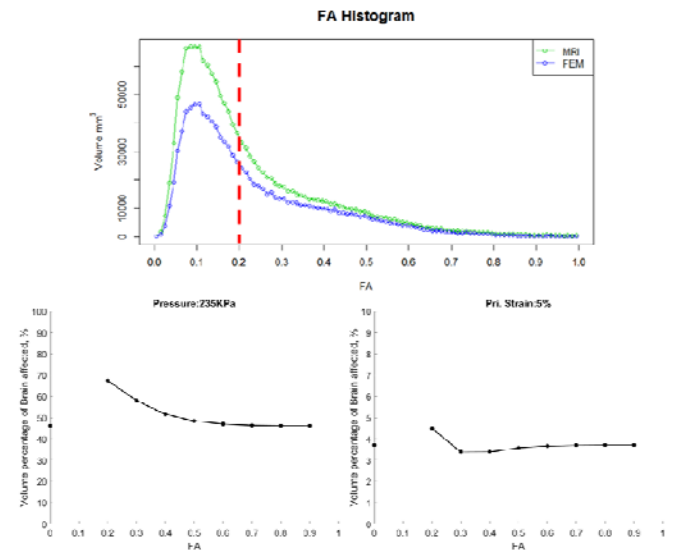 FA Histogram
MRI
FEM
Volume mm³
0 10000 30000 50000
0.0 0.1 0.2 0.3 0.4 0.5 0.6 0.7 0.8 0.9 1.0
FA
Pressure:235KPa
Volume percentage of Brain affected, %
100
90
80
70
60
50
40
30
20
10
0
0 0.1 0.2 0.3 0.4 0.5 0.6 0.7 0.8 0.9 1
FA
Pri. Strain:5%
Volume percentage of Brain affected, %
10
9
8
7
6
5
4
3
2
1
0
0 0.1 0.2 0.3 0.4 0.5 0.6 0.7 0.8 0.9 1
FA